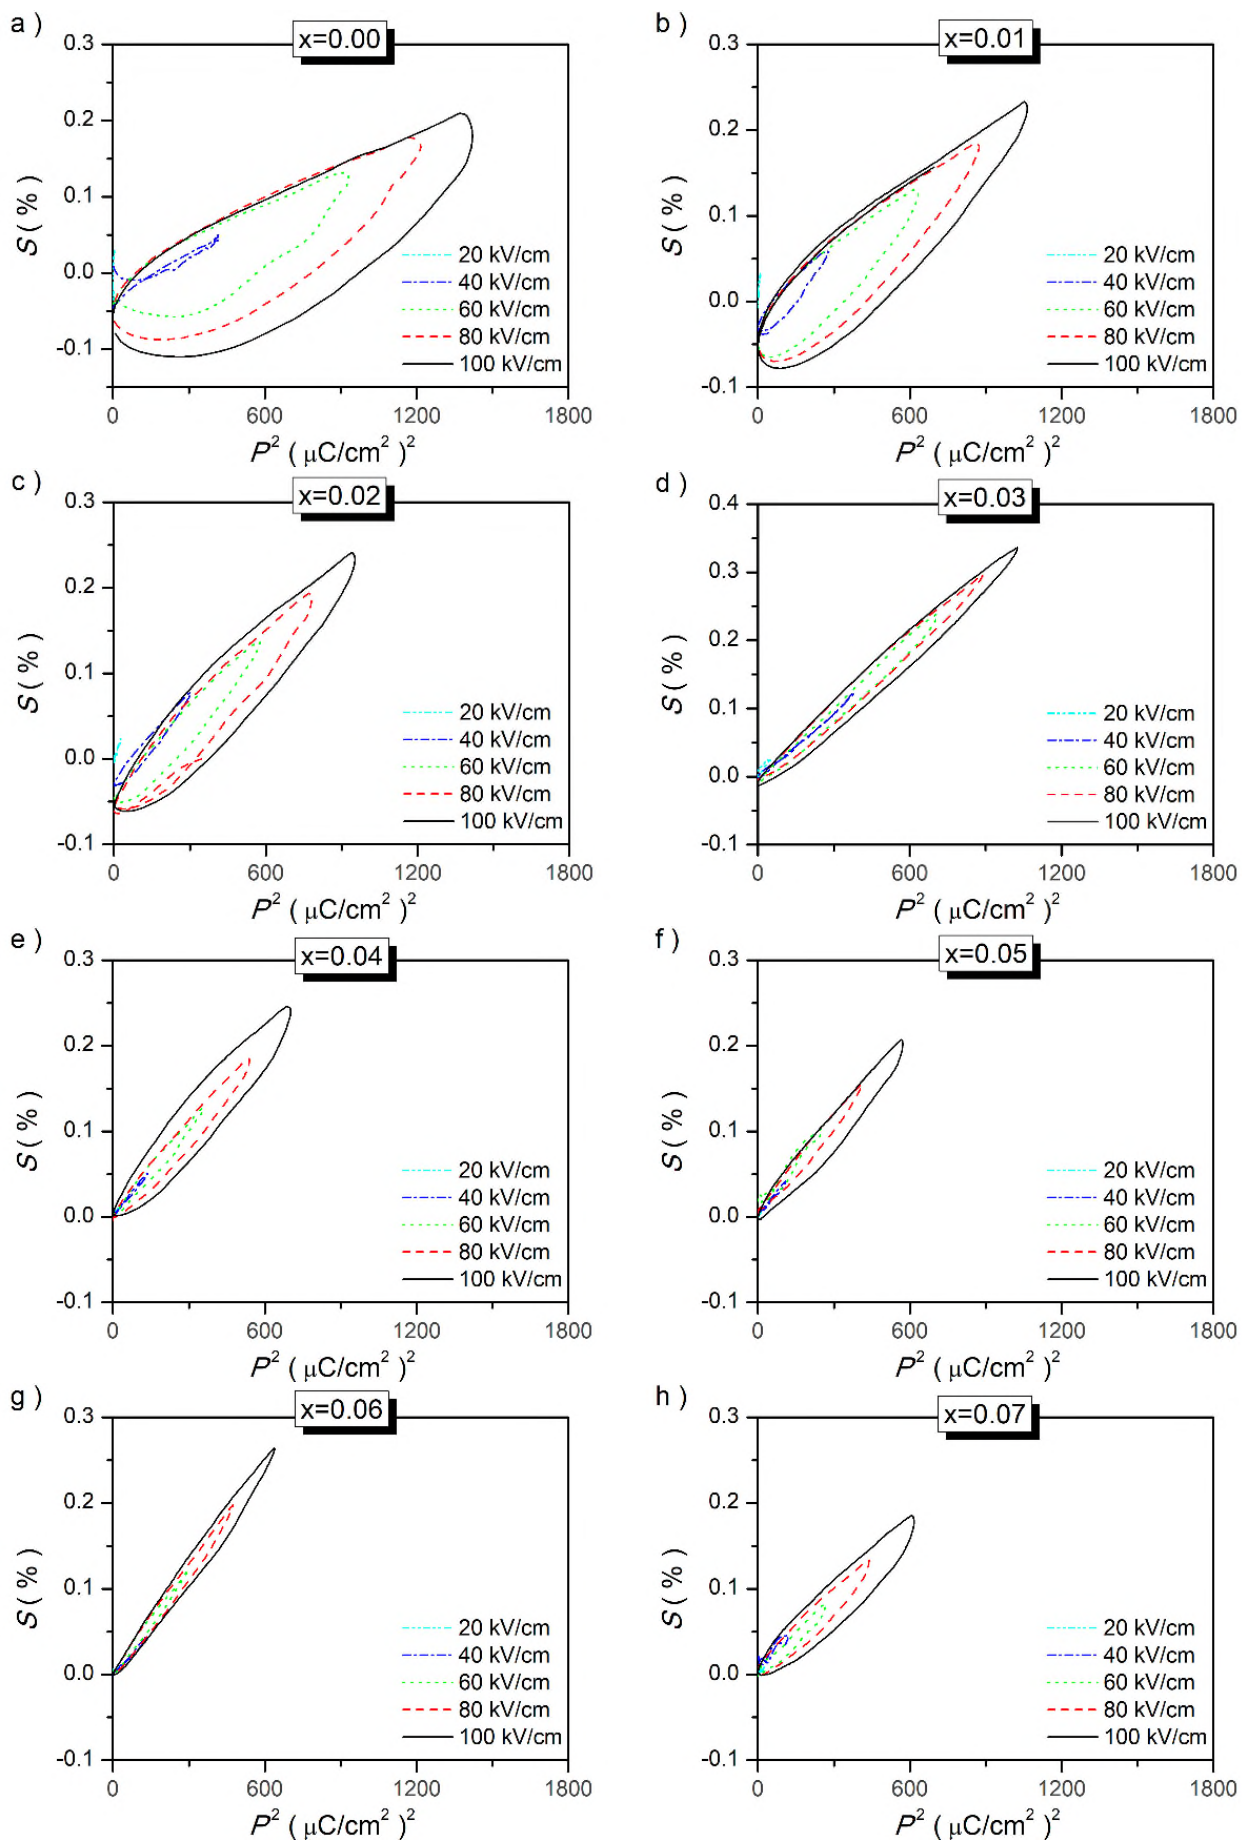 a )
x=0.00
0.3
0.2
0.1
0.0
-0.1
S ( % )
20 kV/cm
40 kV/cm
60 kV/cm
80 kV/cm
100 kV/cm
0 600 1200 1800
P² ( μC/cm² )²
b )
x=0.01
0.3
0.2
0.1
0.0
-0.1
S ( % )
20 kV/cm
40 kV/cm
60 kV/cm
80 kV/cm
100 kV/cm
0 600 1200 1800
P² ( μC/cm² )²
c )
x=0.02
0.3
0.2
0.1
0.0
-0.1
S ( % )
20 kV/cm
40 kV/cm
60 kV/cm
80 kV/cm
100 kV/cm
0 600 1200 1800
P² ( μC/cm² )²
d )
x=0.03
0.4
0.3
0.2
0.1
0.0
-0.1
S ( % )
20 kV/cm
40 kV/cm
60 kV/cm
80 kV/cm
100 kV/cm
0 600 1200 1800
P² ( μC/cm² )²
e )
x=0.04
0.3
0.2
0.1
0.0
-0.1
S ( % )
20 kV/cm
40 kV/cm
60 kV/cm
80 kV/cm
100 kV/cm
0 600 1200 1800
P² ( μC/cm² )²
f )
x=0.05
0.3
0.2
0.1
0.0
-0.1
S ( % )
20 kV/cm
40 kV/cm
60 kV/cm
80 kV/cm
100 kV/cm
0 600 1200 1800
P² ( μC/cm² )²
g )
x=0.06
0.3
0.2
0.1
0.0
-0.1
S ( % )
20 kV/cm
40 kV/cm
60 kV/cm
80 kV/cm
100 kV/cm
0 600 1200 1800
P² ( μC/cm² )²
h )
x=0.07
0.3
0.2
0.1
0.0
-0.1
S ( % )
20 kV/cm
40 kV/cm
60 kV/cm
80 kV/cm
100 kV/cm
0 600 1200 1800
P² ( μC/cm² )²